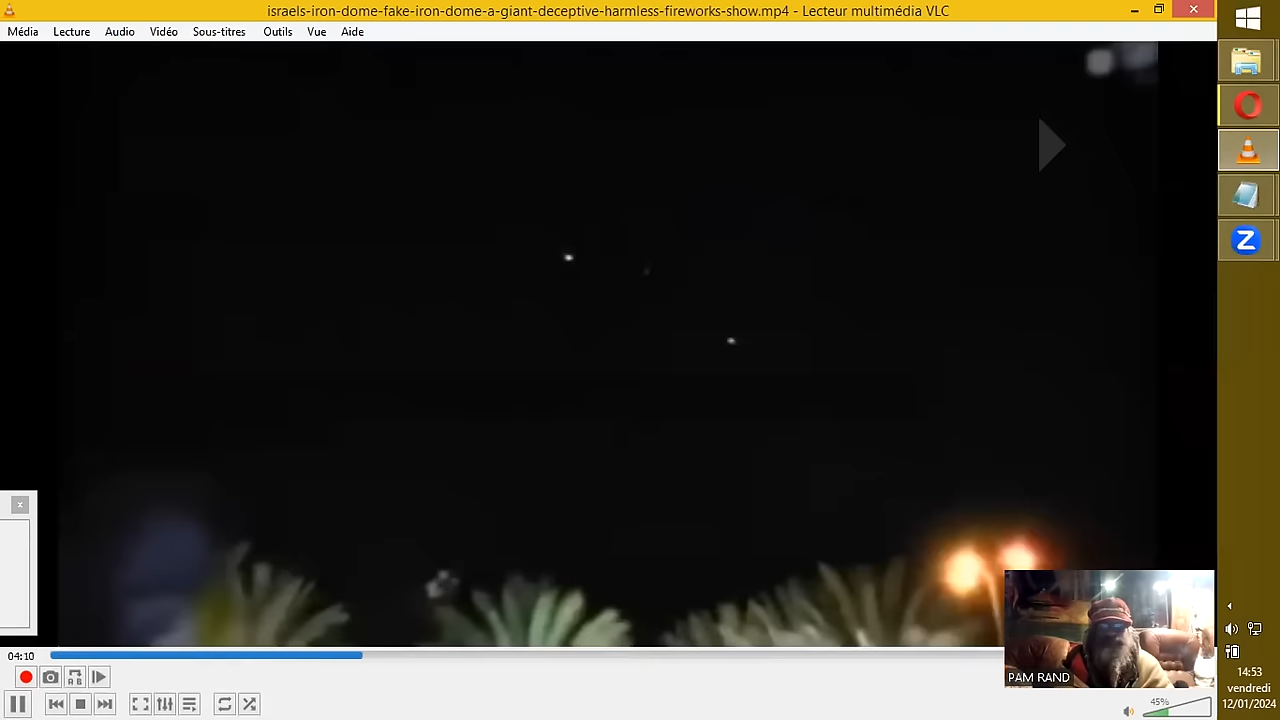 israels-iron-dome-fake-iron-dome-a-giant-deceptive-harmless-fireworks-show.mp4 - Lecteur multimédia VLC
Média Lecture Audio Vidéo Sous-titres Outils Vue Aide
04:10
PAM RAND
45%
14:53
vendredi
12/01/2024